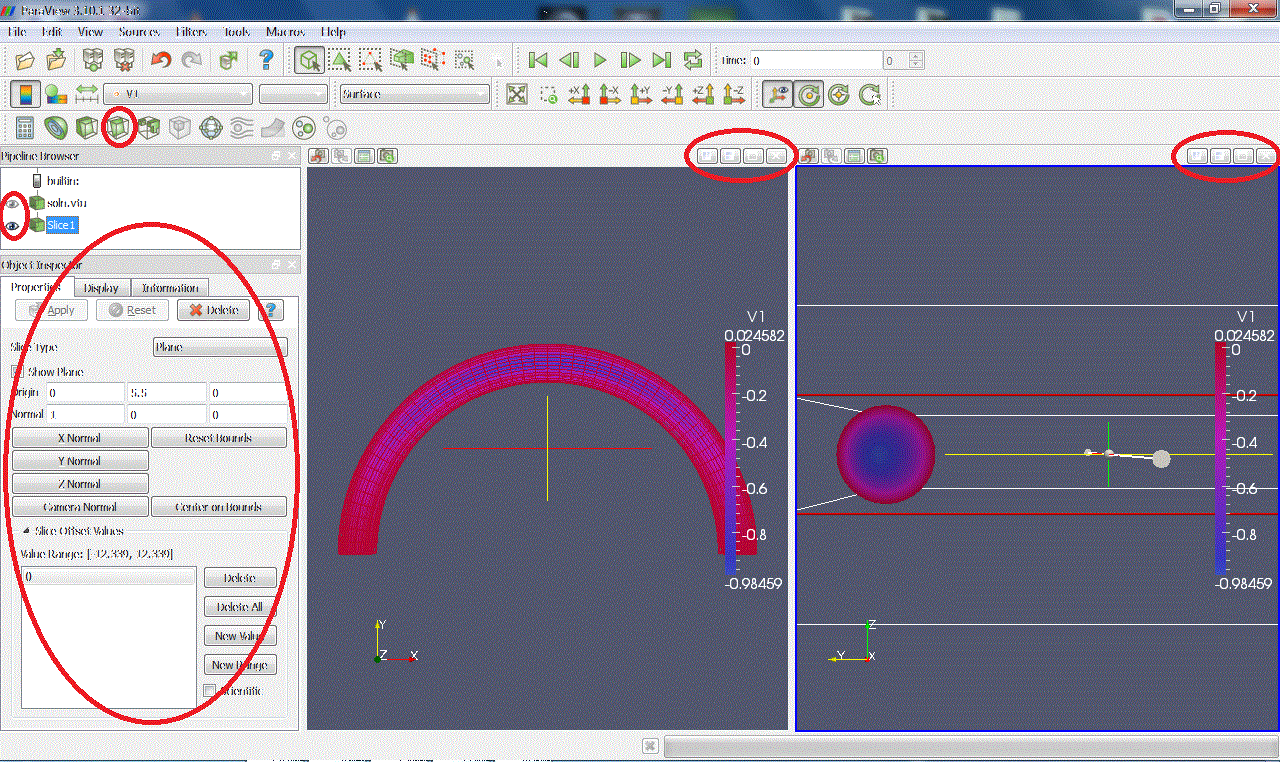 ParaView 3.10.1 32-bit
File Edit View Sources Filters Tools Macros Help
Time: 0 0
V1 Surface
+X -X +Y -Y +Z -Z
Pipeline Browser
builtin:
soln.vtu
Slice1
Object Inspector
Properties Display Information
Apply Reset Delete ?
Slice Type Plane
Show Plane
Origin 0 5.5 0
Normal 1 0 0
X Normal Reset Bounds
Y Normal
Z Normal
Camera Normal Center on Bounds
Slice Offset Values
Value Range: [-12.339, 12.339]
0
Delete
Delete All
New Value
New Range
Scientific
V1
0.024582
0
-0.2
-0.4
-0.6
-0.8
-0.98459
Y
Z X
V1
0.024582
0
-0.2
-0.4
-0.6
-0.8
-0.98459
Z
Y X